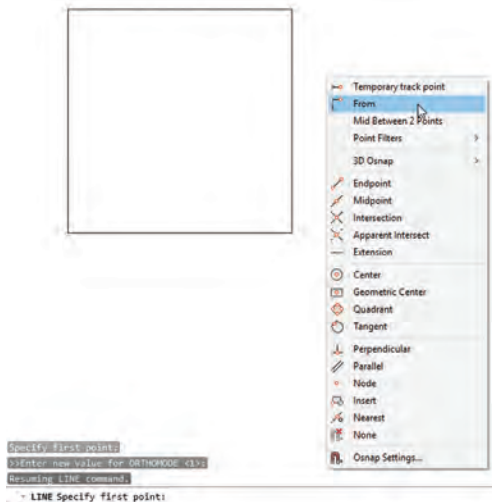 Temporary track point
From
Mid Between 2 Points
Point Filters
3D Osnap
Endpoint
Midpoint
Intersection
Apparent Intersect
Extension
Center
Geometric Center
Quadrant
Tangent
Perpendicular
Parallel
Node
Insert
Nearest
None
Osnap Settings...
Specify first point:
>>Enter new value for ORTHOMODE <1>:
Resuming LINE command.
LINE Specify first point: